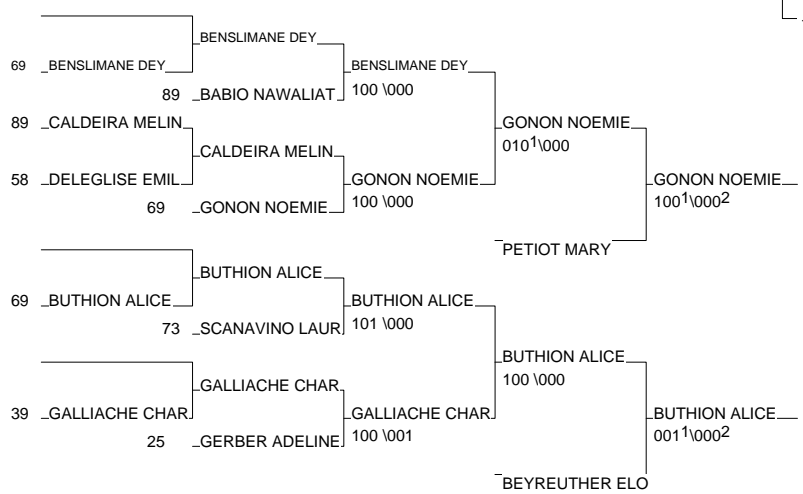 BENSLIMANE DEY
69 BENSLIMANE DEY BENSLIMANE DEY
89 BABIO NAWALIAT 100 \000
89 CALDEIRA MELIN GONON NOEMIE
010¹\000
CALDEIRA MELIN
58 DELEGLISE EMIL GONON NOEMIE GONON NOEMIE
100 \000 100¹\000²
69 GONON NOEMIE
PETIOT MARY
BUTHION ALICE
69 BUTHION ALICE BUTHION ALICE
73 SCANAVINO LAUR 101 \000
BUTHION ALICE
100 \000
GALLIACHE CHAR
39 GALLIACHE CHAR GALLIACHE CHAR BUTHION ALICE
100 \001 001¹\000²
25 GERBER ADELINE
BEYREUTHER ELO